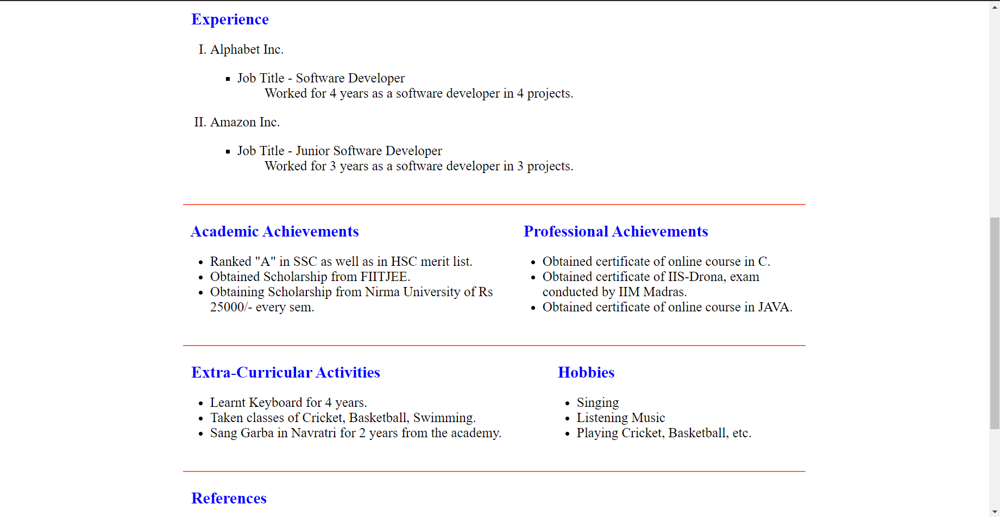 Experience
I. Alphabet Inc.
▪ Job Title - Software Developer
Worked for 4 years as a software developer in 4 projects.
II. Amazon Inc.
▪ Job Title - Junior Software Developer
Worked for 3 years as a software developer in 3 projects.
Academic Achievements
• Ranked "A" in SSC as well as in HSC merit list.
• Obtained Scholarship from FIITJEE.
• Obtaining Scholarship from Nirma University of Rs
25000/- every sem.
Professional Achievements
• Obtained certificate of online course in C.
• Obtained certificate of IIS-Drona, exam
conducted by IIM Madras.
• Obtained certificate of online course in JAVA.
Extra-Curricular Activities
• Learnt Keyboard for 4 years.
• Taken classes of Cricket, Basketball, Swimming.
• Sang Garba in Navratri for 2 years from the academy.
Hobbies
• Singing
• Listening Music
• Playing Cricket, Basketball, etc.
References